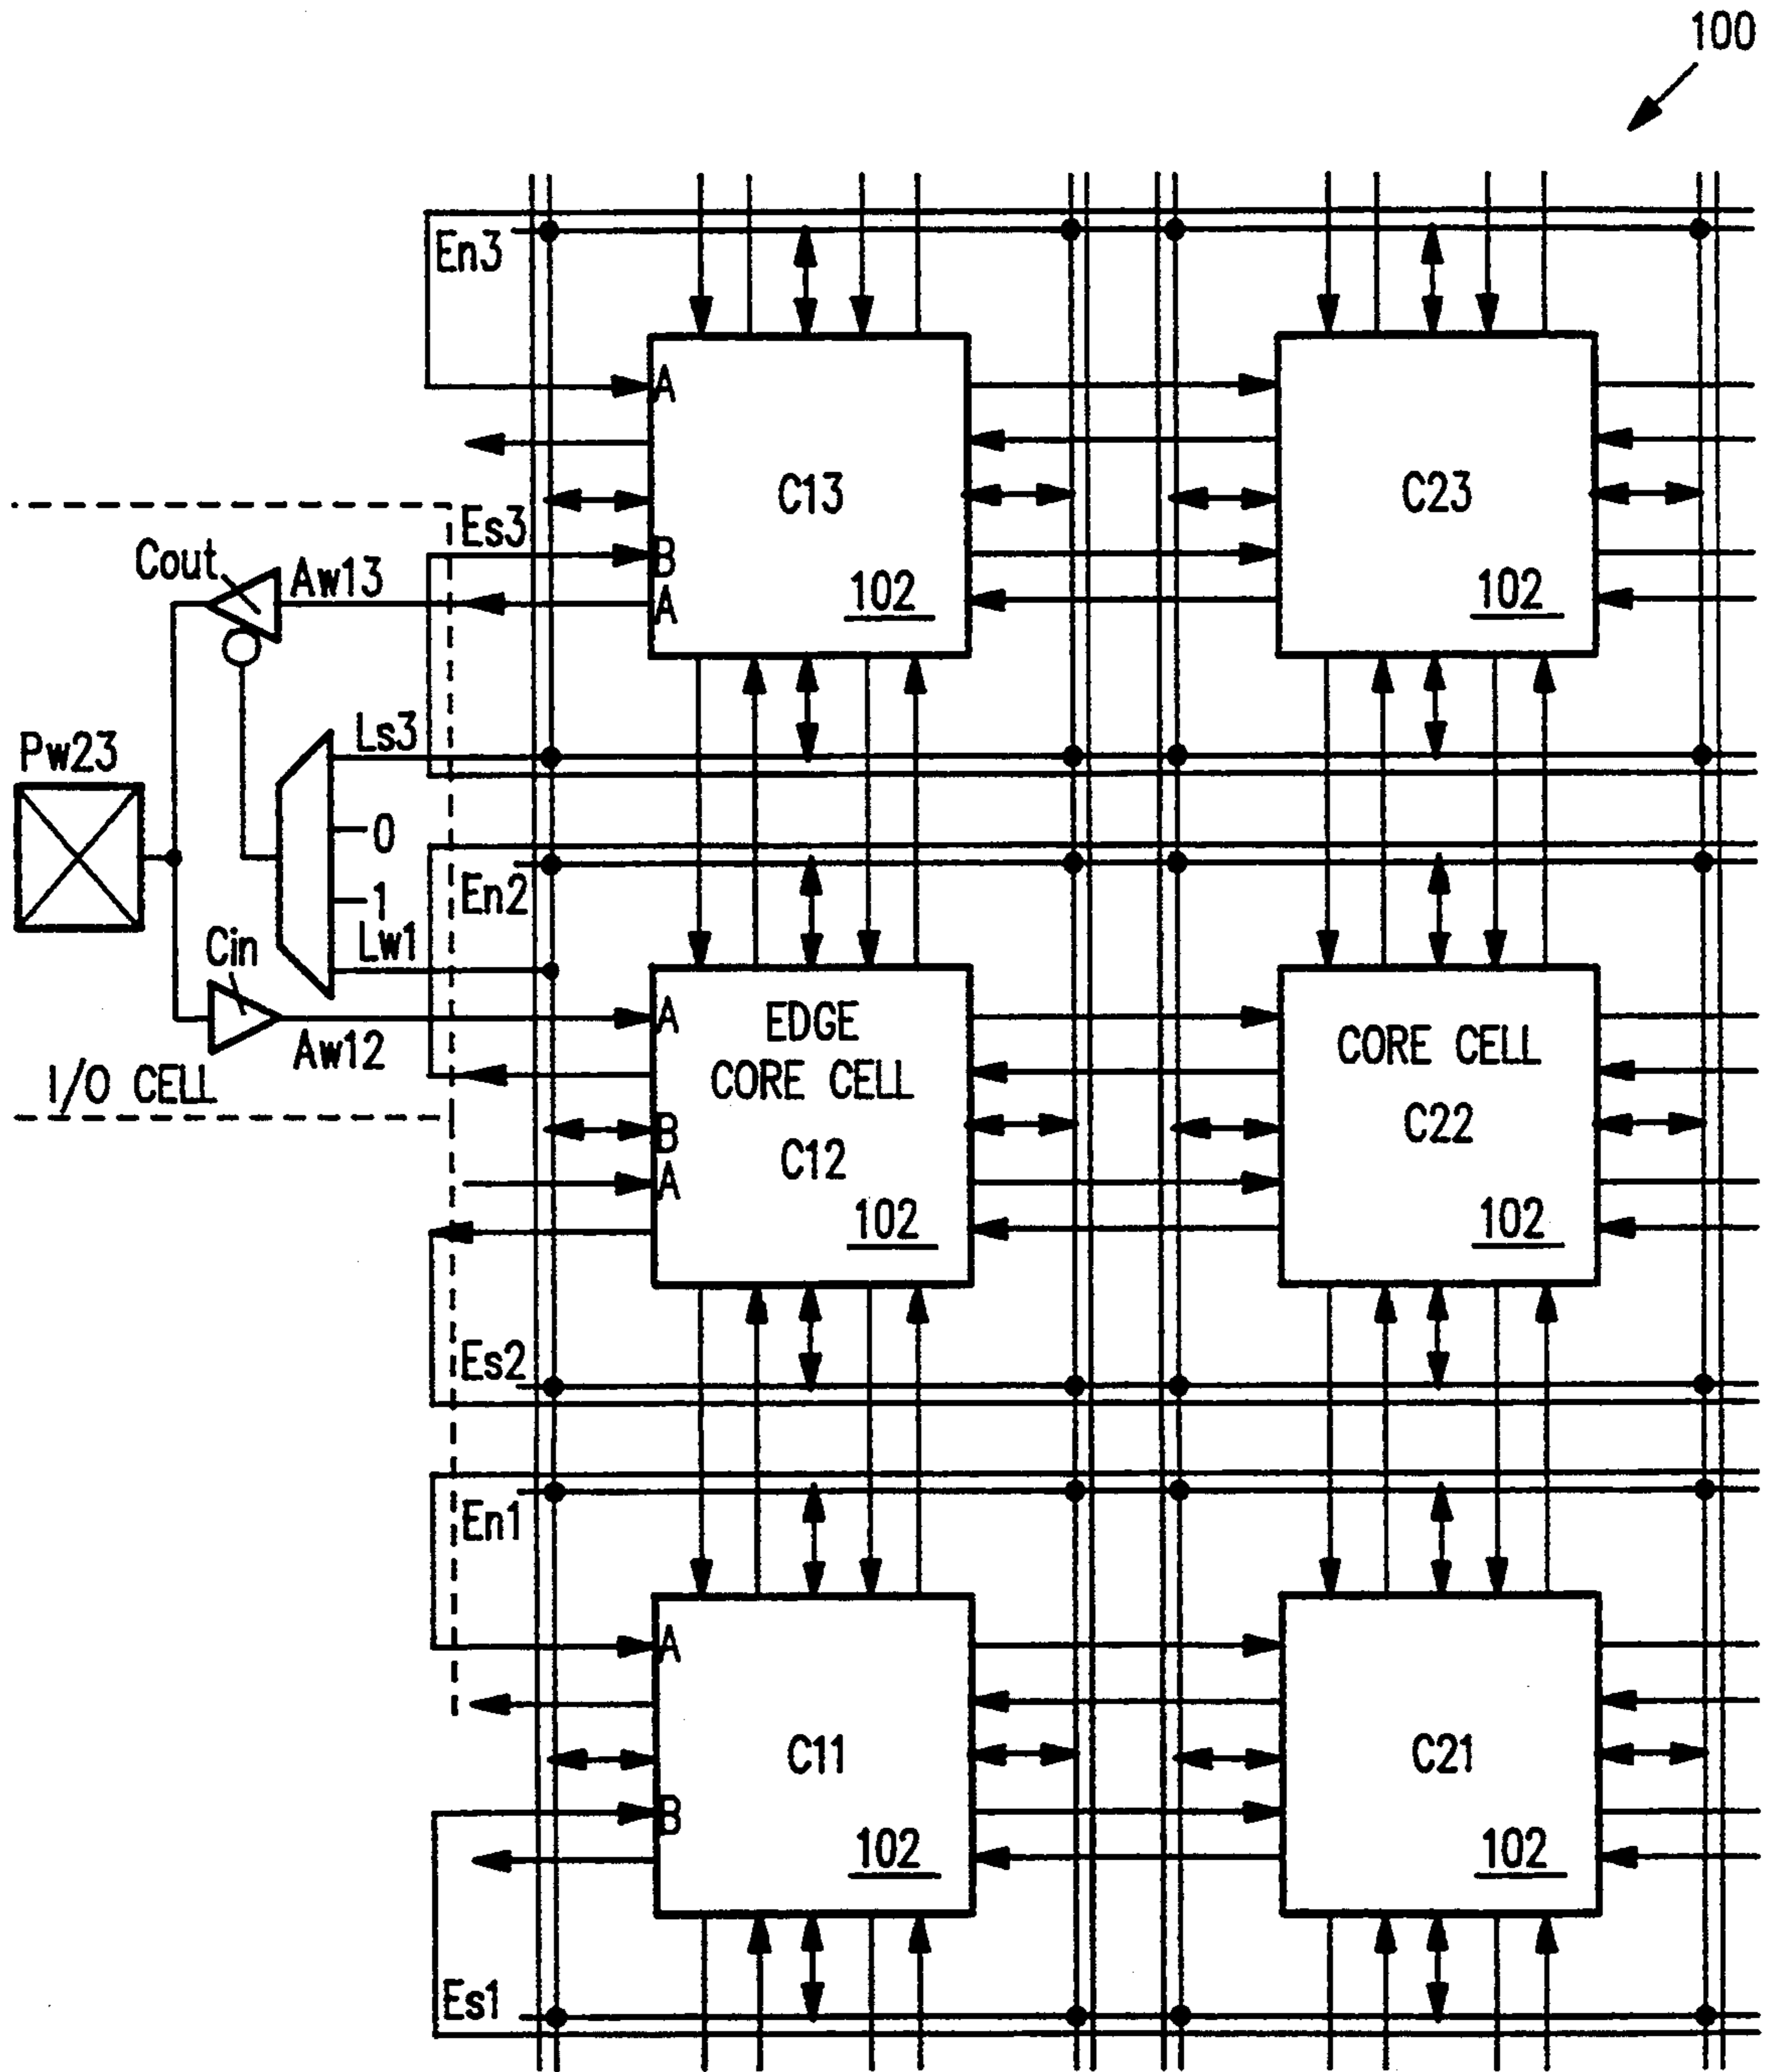 100
En3
A
C13
C23
Es3
B
Cout
Aw13
A
102
102
Pw23
Ls3
0
1
En2
Lw1
Cin
Aw12
A
EDGE
CORE CELL
C12
CORE CELL
C22
I/O CELL
B
A
102
102
Es2
En1
A
C11
C21
B
102
102
Es1